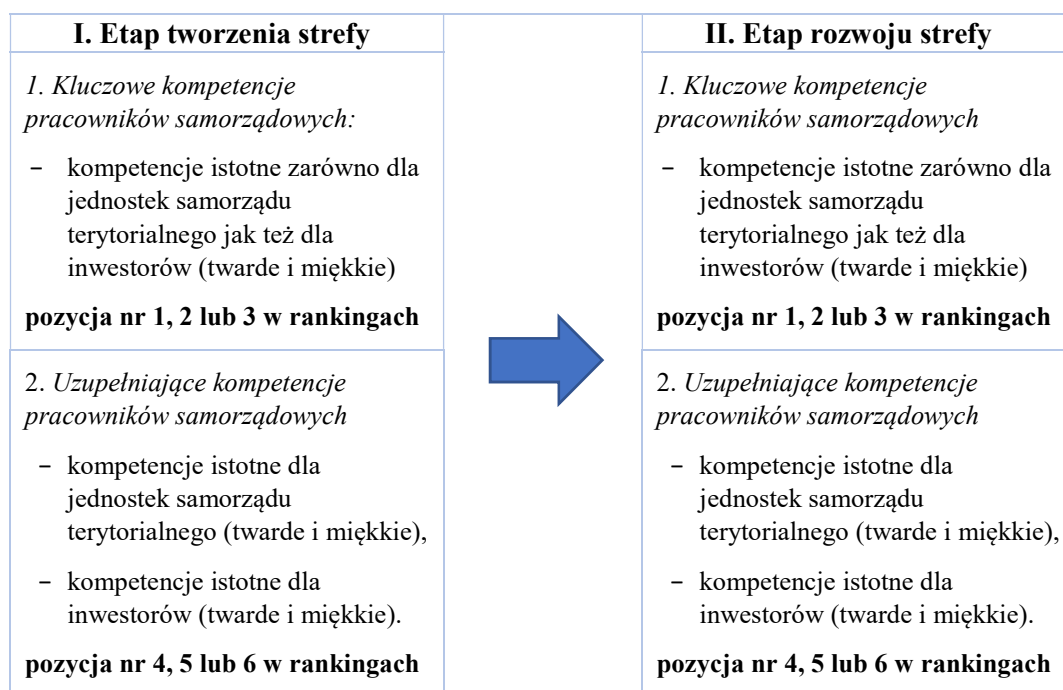 I. Etap tworzenia strefy
1. Kluczowe kompetencje
pracowników samorządowych:
– kompetencje istotne zarówno dla
jednostek samorządu
terytorialnego jak też dla
inwestorów (twarde i miękkie)
pozycja nr 1, 2 lub 3 w rankingach
2. Uzupełniające kompetencje
pracowników samorządowych
– kompetencje istotne dla
jednostek samorządu
terytorialnego (twarde i miękkie),
– kompetencje istotne dla
inwestorów (twarde i miękkie).
pozycja nr 4, 5 lub 6 w rankingach
II. Etap rozwoju strefy
1. Kluczowe kompetencje
pracowników samorządowych
– kompetencje istotne zarówno dla
jednostek samorządu
terytorialnego jak też dla
inwestorów (twarde i miękkie)
pozycja nr 1, 2 lub 3 w rankingach
2. Uzupełniające kompetencje
pracowników samorządowych
– kompetencje istotne dla
jednostek samorządu
terytorialnego (twarde i miękkie),
– kompetencje istotne dla
inwestorów (twarde i miękkie).
pozycja nr 4, 5 lub 6 w rankingach